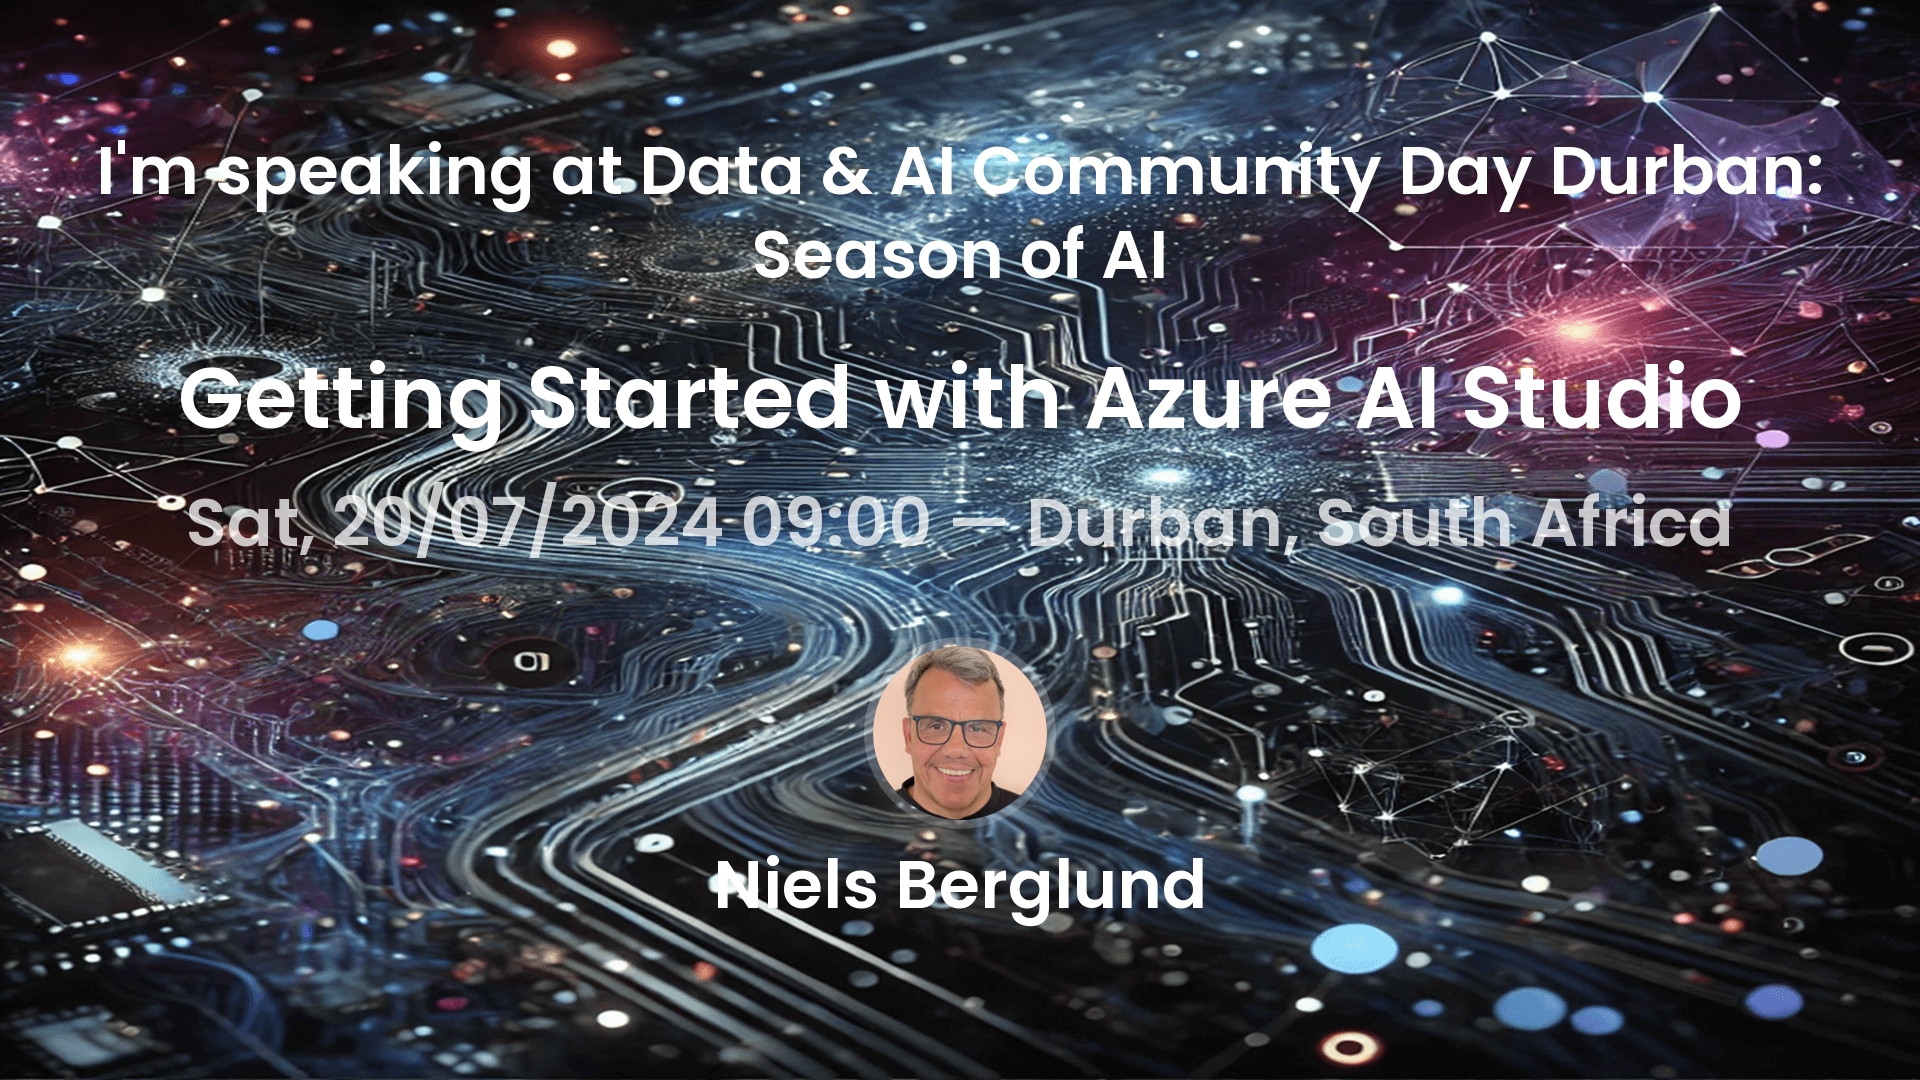 I'm speaking at Data & AI Community Day Durban:
Season of AI
Getting Started with Azure AI Studio
Sat, 20/07/2024 09:00 — Durban, South Africa
Niels Berglund